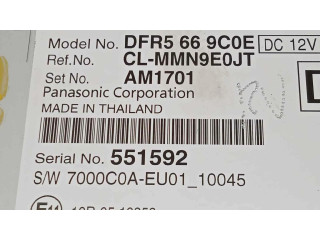 Model No. DFR5 66 9C0E DC 12V
Ref.No. CL-MMN9E0JT
Set No. AM1701
Panasonic Corporation
MADE IN THAILAND
Serial No. 551592
S/W 7000C0A-EU01_10045